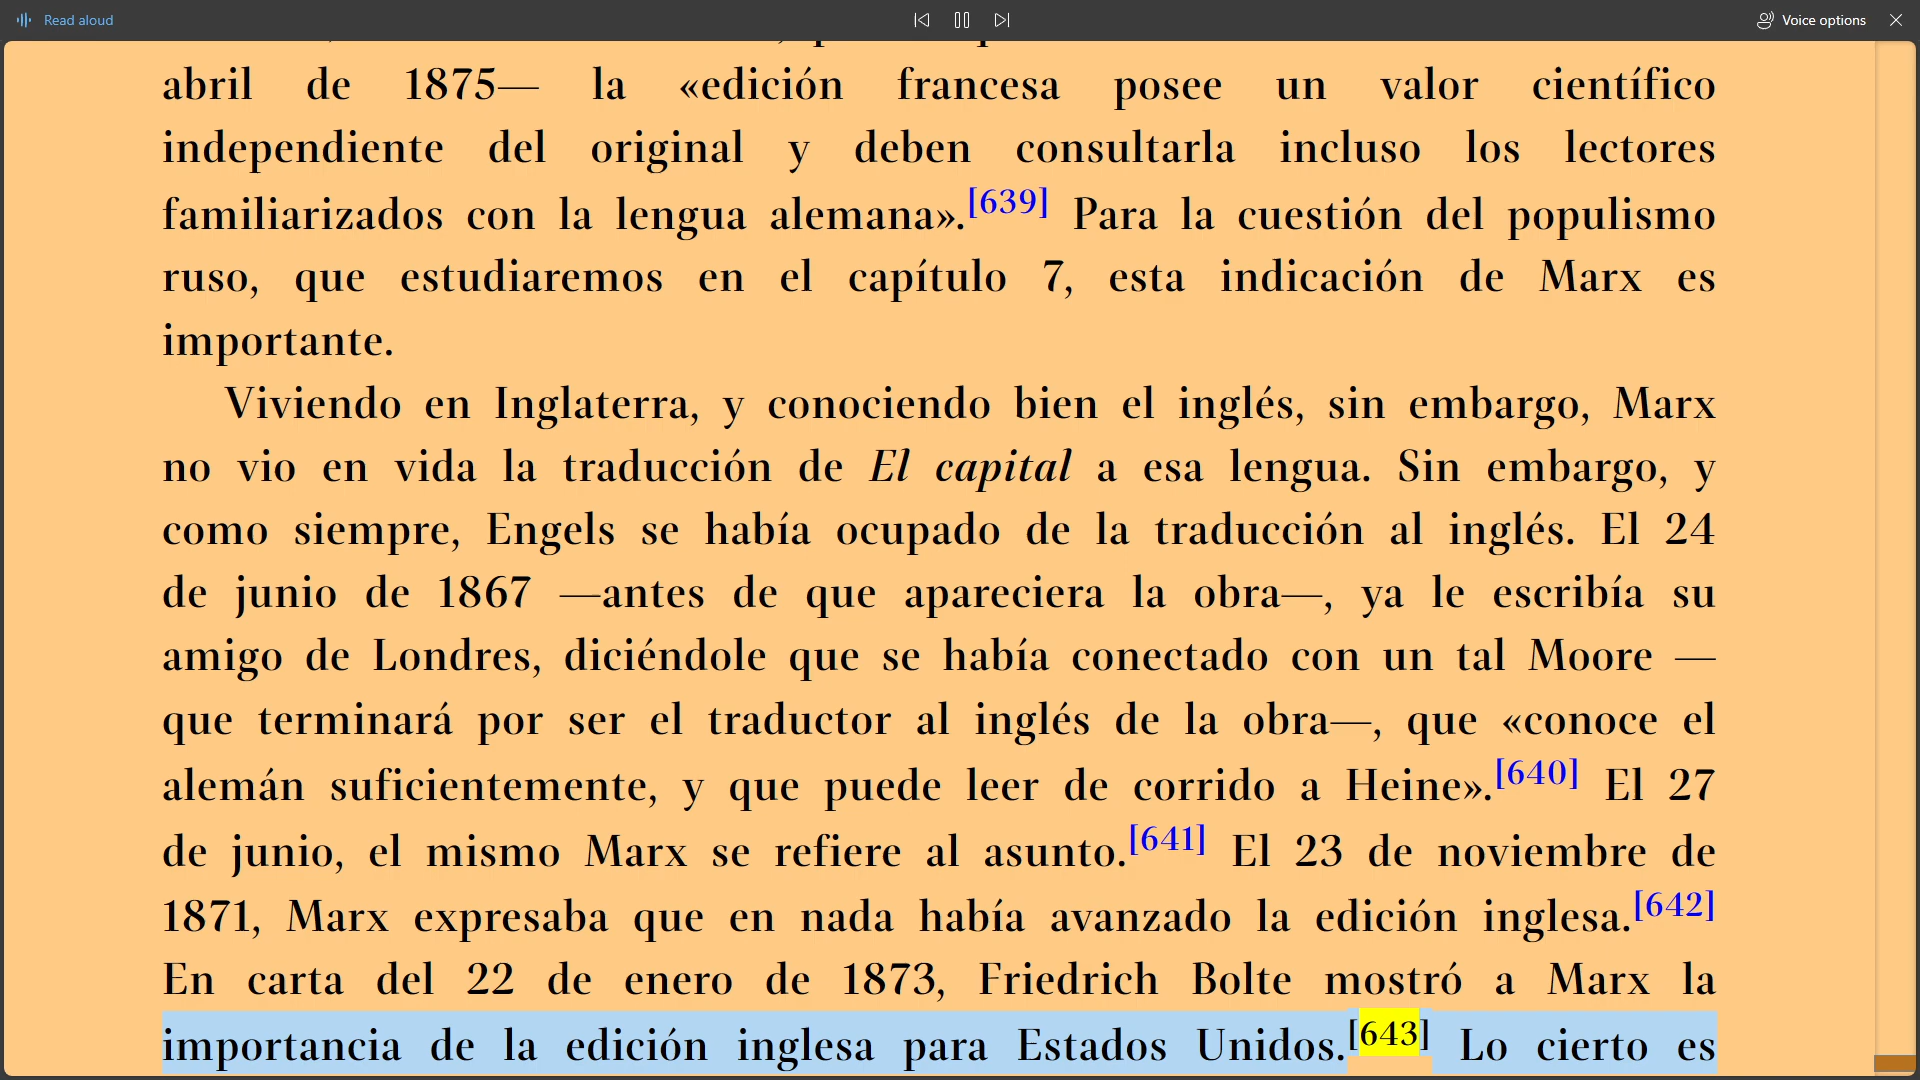 Read aloud
Voice options
abril de 1875— la «edición francesa posee un valor científico
independiente del original y deben consultarla incluso los lectores
familiarizados con la lengua alemana».[639] Para la cuestión del populismo
ruso, que estudiaremos en el capítulo 7, esta indicación de Marx es
importante.
Viviendo en Inglaterra, y conociendo bien el inglés, sin embargo, Marx
no vio en vida la traducción de El capital a esa lengua. Sin embargo, y
como siempre, Engels se había ocupado de la traducción al inglés. El 24
de junio de 1867 —antes de que apareciera la obra—, ya le escribía su
amigo de Londres, diciéndole que se había conectado con un tal Moore —
que terminará por ser el traductor al inglés de la obra—, que «conoce el
alemán suficientemente, y que puede leer de corrido a Heine».[640] El 27
de junio, el mismo Marx se refiere al asunto.[641] El 23 de noviembre de
1871, Marx expresaba que en nada había avanzado la edición inglesa.[642]
En carta del 22 de enero de 1873, Friedrich Bolte mostró a Marx la
importancia de la edición inglesa para Estados Unidos.[643] Lo cierto es